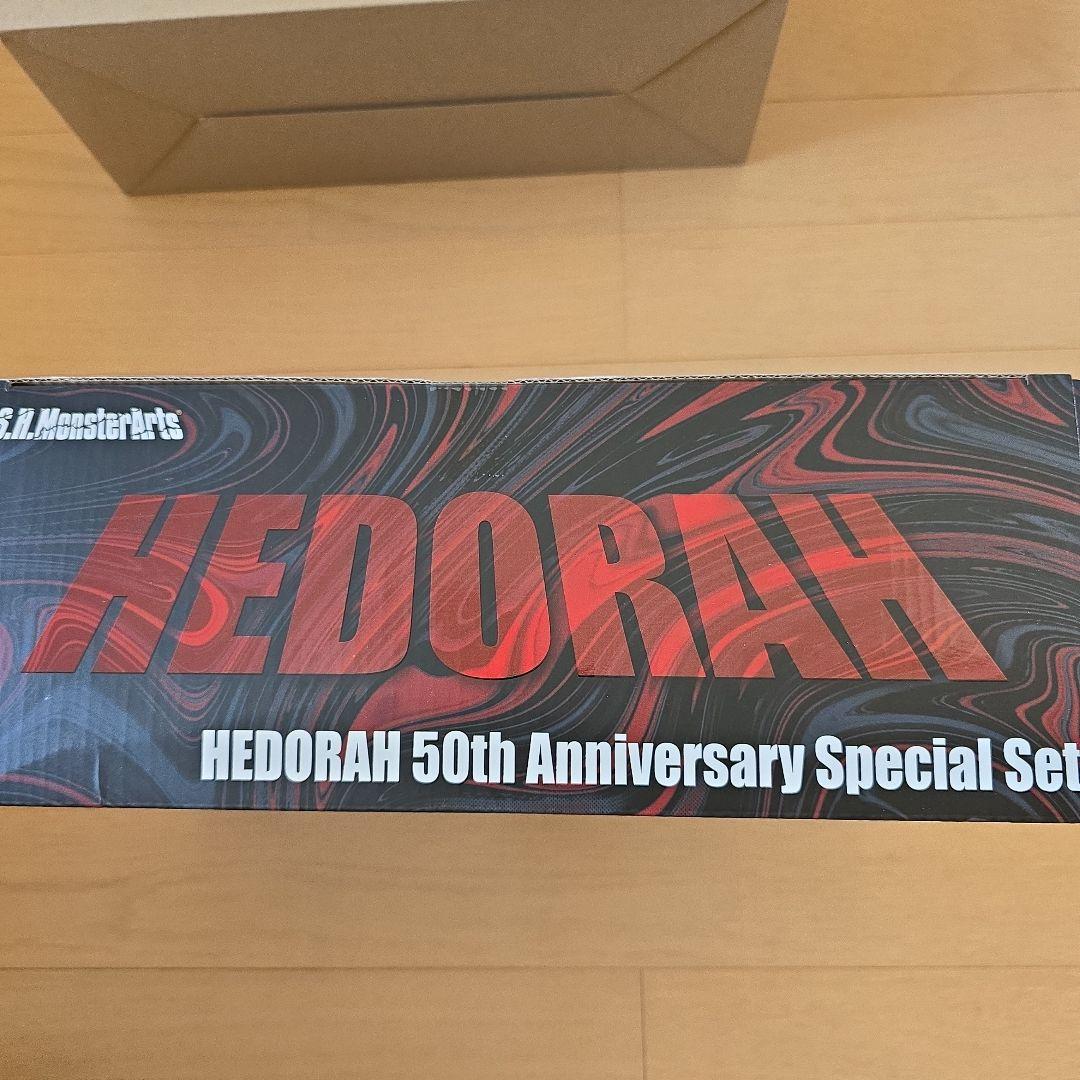 S.H.MonsterArts
HEDORAH
HEDORAH 50th Anniversary Special Set